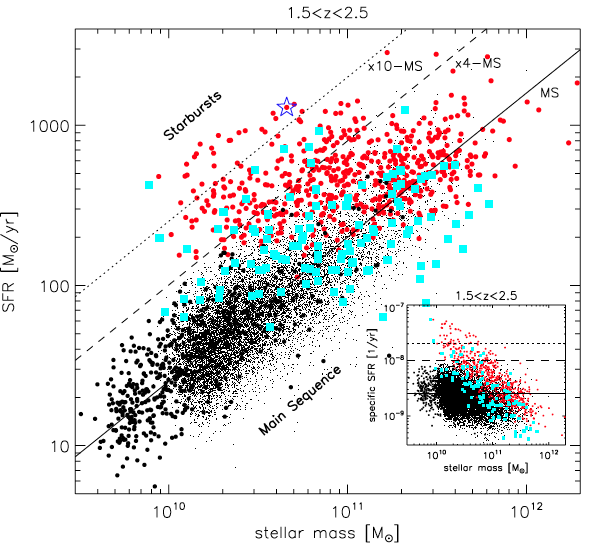 1.5<z<2.5
x10-MS
x4-MS
MS
Starbursts
Main Sequence
SFR [M☉/yr]
1000
100
10
10¹⁰
10¹¹
10¹²
stellar mass [M☉]
1.5<z<2.5
specific SFR [1/yr]
10⁻⁷
10⁻⁸
10⁻⁹
10¹⁰
10¹¹
10¹²
stellar mass [M☉]